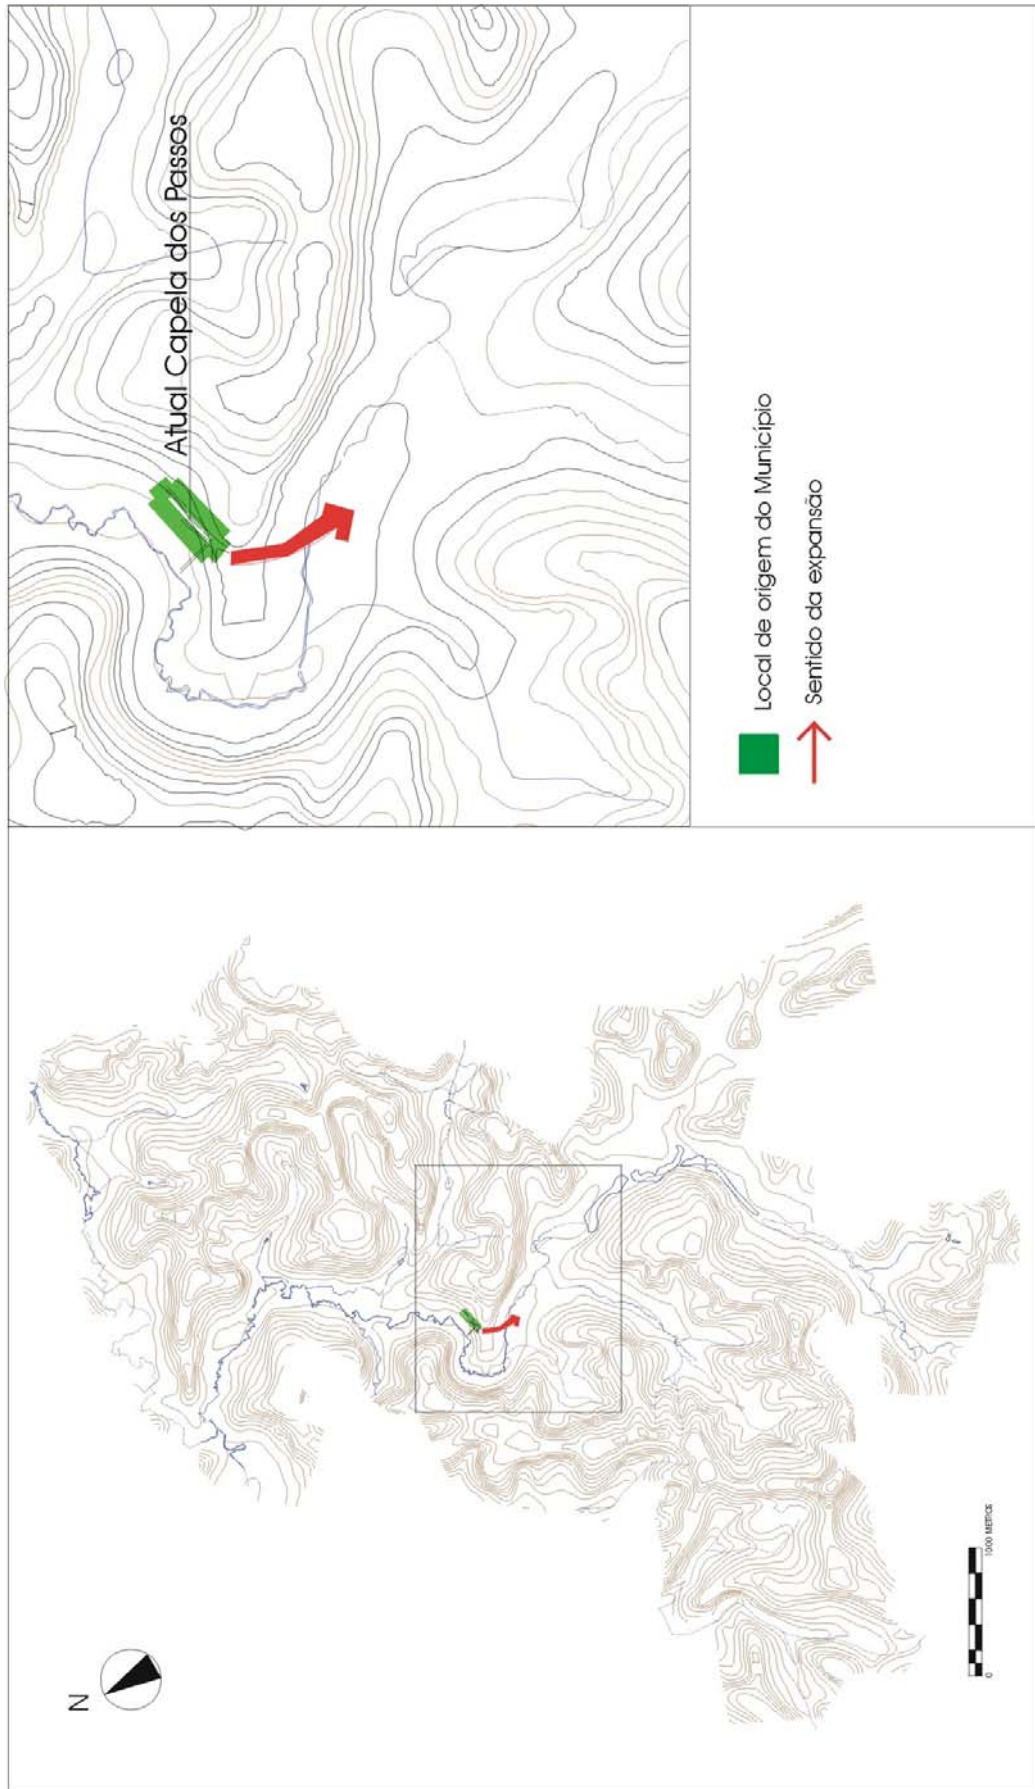 N
0
1000 METROS
Atual Capela dos Passos
Local de origem do Município
Sentido da expansão